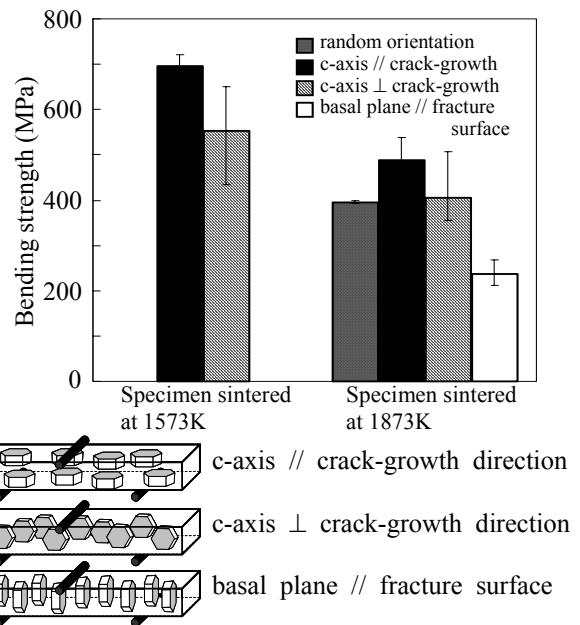 800
600
400
200
0
Bending strength (MPa)
random orientation
c-axis // crack-growth
c-axis ⊥ crack-growth
basal plane // fracture
surface
Specimen sintered
at 1573K
Specimen sintered
at 1873K
c-axis // crack-growth direction
c-axis ⊥ crack-growth direction
basal plane // fracture surface